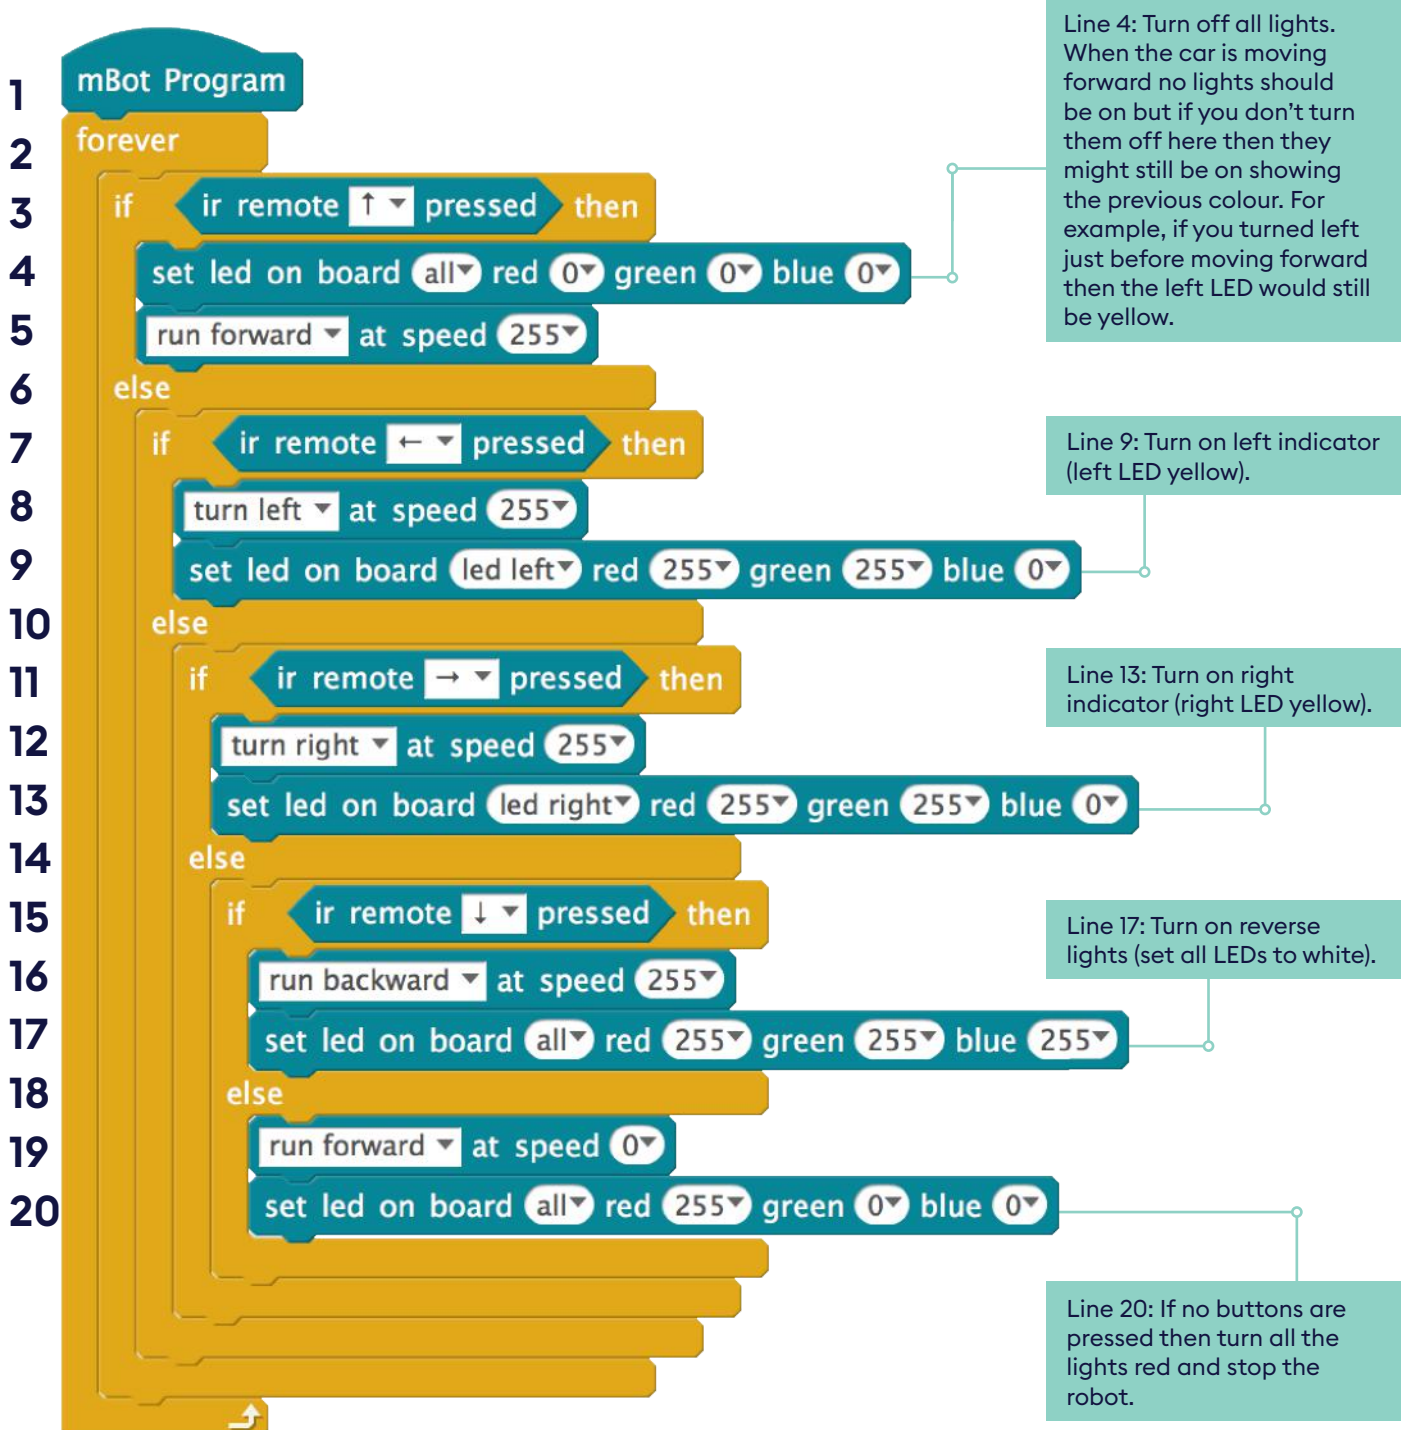 1 mBot Program
2 forever
3 if ir remote ↑ pressed then
4 set led on board all red 0 green 0 blue 0
5 run forward at speed 255
6 else
7 if ir remote ← pressed then
8 turn left at speed 255
9 set led on board led left red 255 green 255 blue 0
10 else
11 if ir remote → pressed then
12 turn right at speed 255
13 set led on board led right red 255 green 255 blue 0
14 else
15 if ir remote ↓ pressed then
16 run backward at speed 255
17 set led on board all red 255 green 255 blue 255
18 else
19 run forward at speed 0
20 set led on board all red 255 green 0 blue 0
Line 4: Turn off all lights.
When the car is moving
forward no lights should
be on but if you don’t turn
them off here then they
might still be on showing
the previous colour. For
example, if you turned left
just before moving forward
then the left LED would still
be yellow.
Line 9: Turn on left indicator
(left LED yellow).
Line 13: Turn on right
indicator (right LED yellow).
Line 17: Turn on reverse
lights (set all LEDs to white).
Line 20: If no buttons are
pressed then turn all the
lights red and stop the
robot.